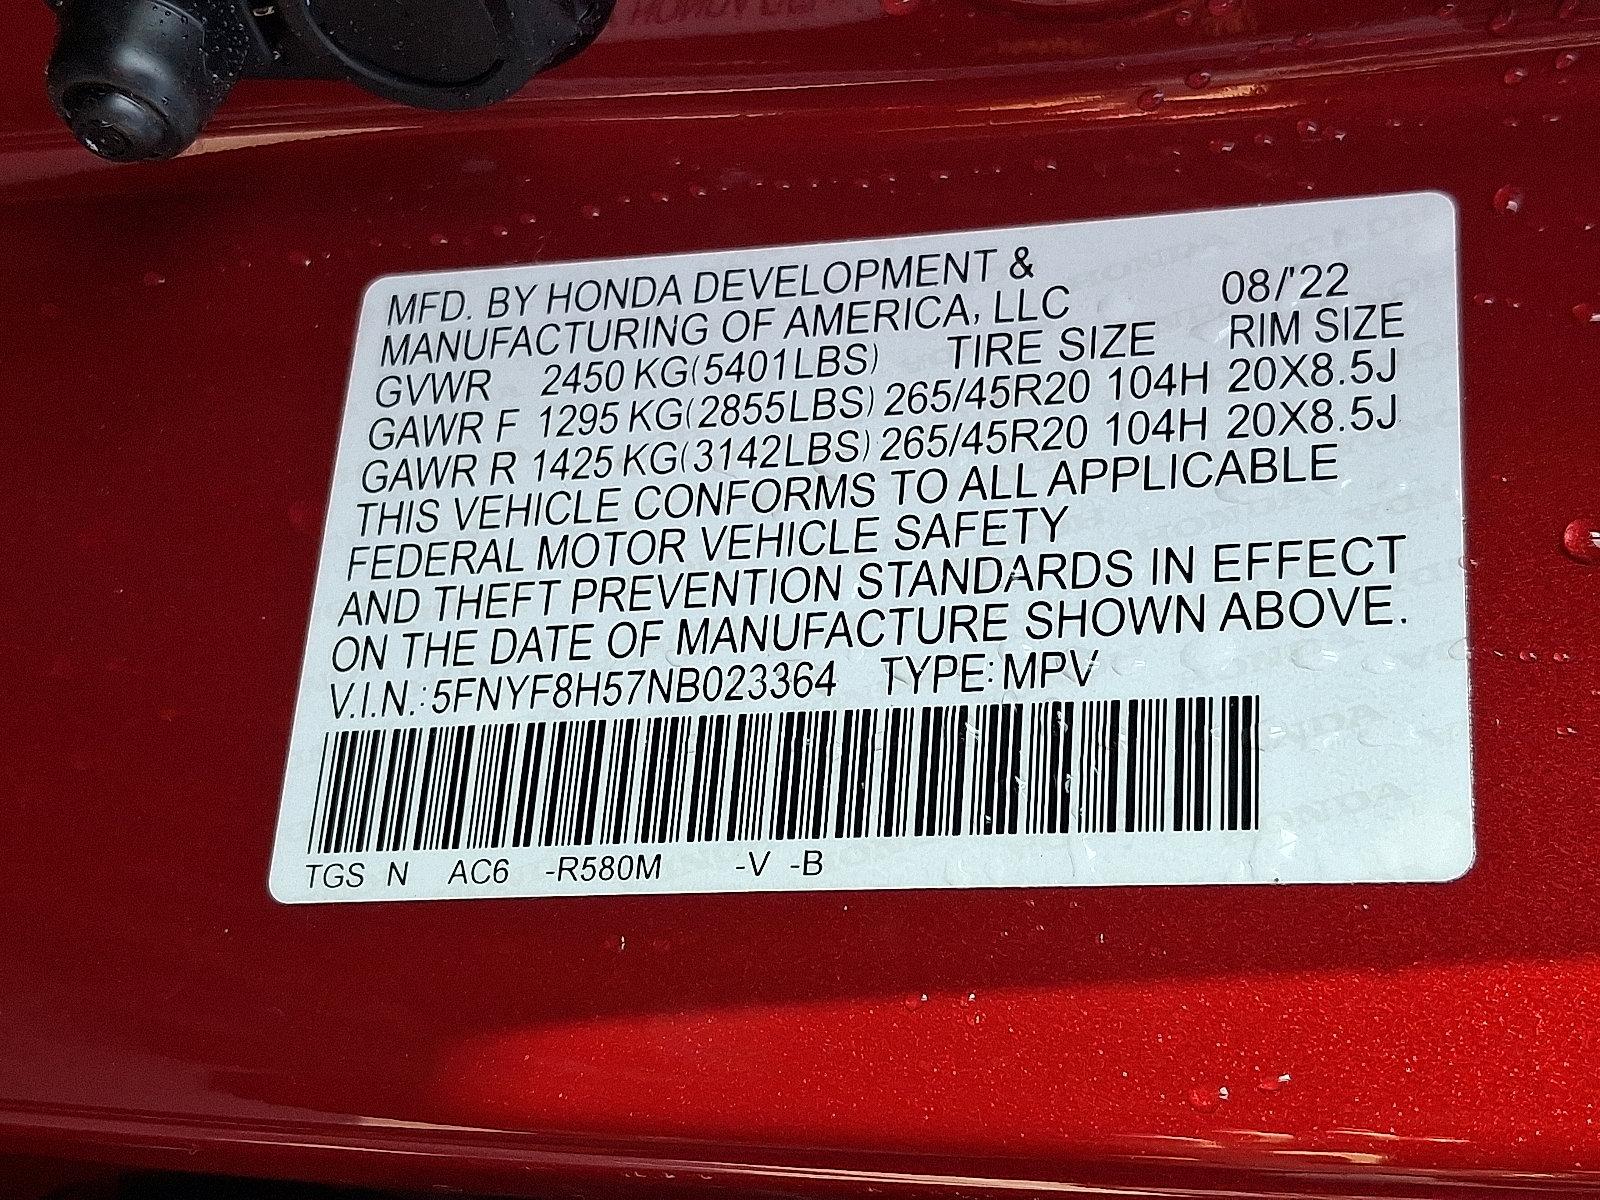 MFD. BY HONDA DEVELOPMENT &
MANUFACTURING OF AMERICA, LLC 08/'22
GVWR 2450 KG(5401LBS) TIRE SIZE RIM SIZE
GAWR F 1295 KG(2855LBS) 265/45R20 104H 20X8.5J
GAWR R 1425 KG(3142LBS) 265/45R20 104H 20X8.5J
THIS VEHICLE CONFORMS TO ALL APPLICABLE
FEDERAL MOTOR VEHICLE SAFETY
AND THEFT PREVENTION STANDARDS IN EFFECT
ON THE DATE OF MANUFACTURE SHOWN ABOVE.
V.I.N.: 5FNYF8H57NB023364 TYPE: MPV
TGS N AC6 -R580M -V -B